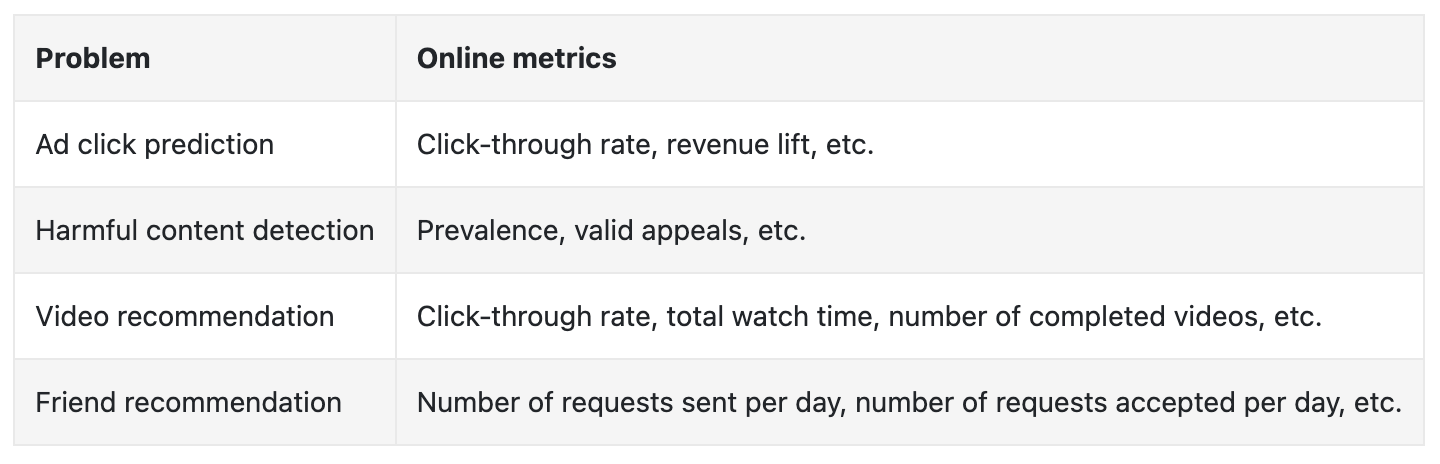 Problem Online metrics
Ad click prediction Click-through rate, revenue lift, etc.
Harmful content detection Prevalence, valid appeals, etc.
Video recommendation Click-through rate, total watch time, number of completed videos, etc.
Friend recommendation Number of requests sent per day, number of requests accepted per day, etc.